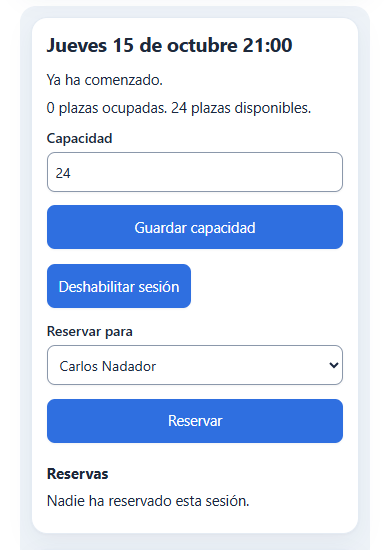 Jueves 15 de octubre 21:00
Ya ha comenzado.
0 plazas ocupadas. 24 plazas disponibles.
Capacidad
24
Guardar capacidad
Deshabilitar sesión
Reservar para
Carlos Nadador
Reservar
Reservas
Nadie ha reservado esta sesión.